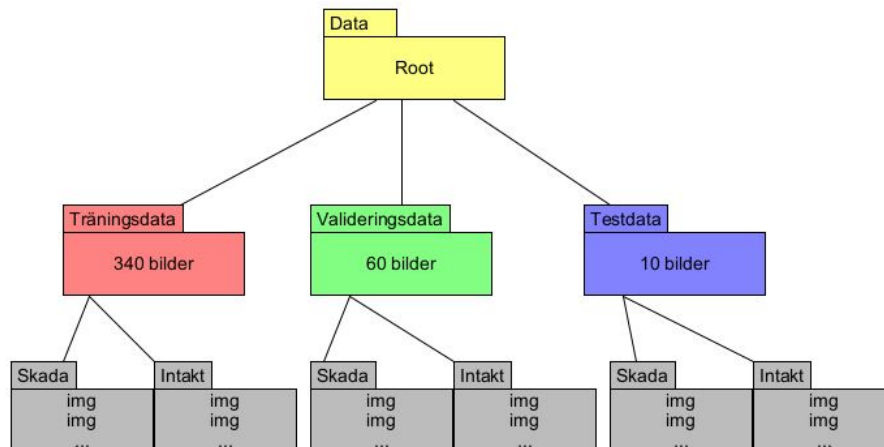 Data
Root
Träningsdata
Valideringsdata
Testdata
340 bilder
60 bilder
10 bilder
Skada
Intakt
Skada
Intakt
Skada
Intakt
img
img
img
img
img
img
img
img
img
img
img
img
...
...
...
...
...
...